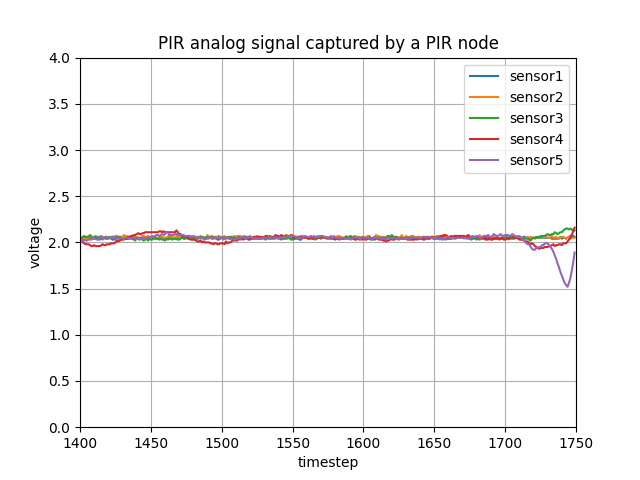 PIR analog signal captured by a PIR node
4.0
3.5
3.0
2.5
2.0
1.5
1.0
0.5
0.0
voltage
sensor1
sensor2
sensor3
sensor4
sensor5
1400 1450 1500 1550 1600 1650 1700 1750
timestep